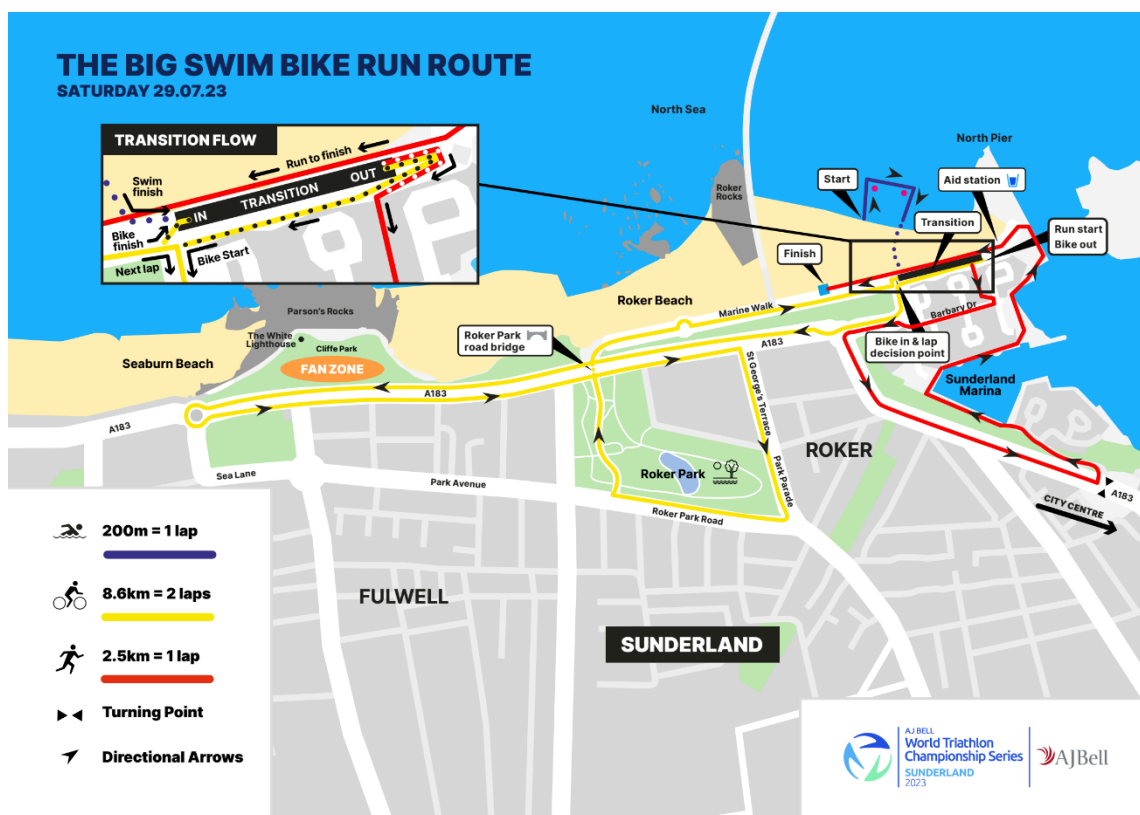 THE BIG SWIM BIKE RUN ROUTE
SATURDAY 29.07.23
TRANSITION FLOW
Run to finish
Swim
finish
IN TRANSITION OUT
Bike
finish
Next lap
Bike Start
North Sea
North Pier
Start
Aid station
Roker
Rocks
Transition
Run start
Bike out
Finish
Roker Beach
Marine Walk
Barbary Dr
Parson's Rocks
The White
Lighthouse
Cliffe Park
Seaburn Beach
FAN ZONE
Roker Park
road bridge
A183
Bike in & lap
decision point
Sunderland
Marina
A183
A183
St George's Terrace
ROKER
Sea Lane
Park Avenue
Roker Park
Park Parade
Roker Park Road
A183
CITY CENTRE
200m = 1 lap
8.6km = 2 laps
2.5km = 1 lap
Turning Point
Directional Arrows
FULWELL
SUNDERLAND
AJ BELL
World Triathlon
Championship Series
SUNDERLAND
2023
AJBell